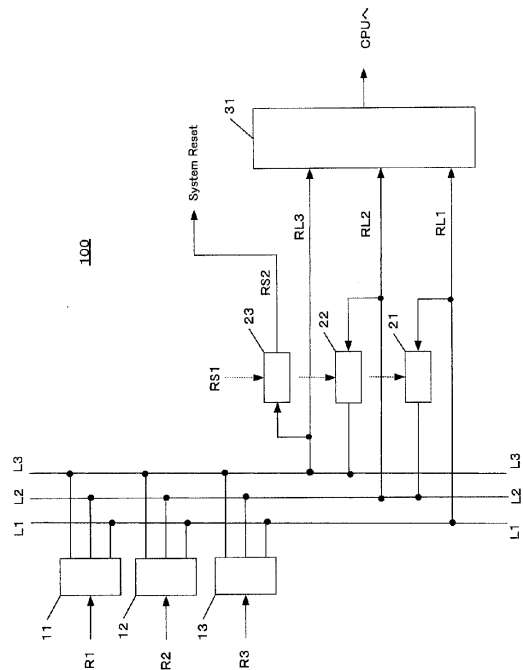 100
System Reset
CPUへ
31
RS2
23
RS1
RL3
RL2
RL1
22
21
L3
L2
L1
L3
L2
L1
11
12
13
R1
R2
R3